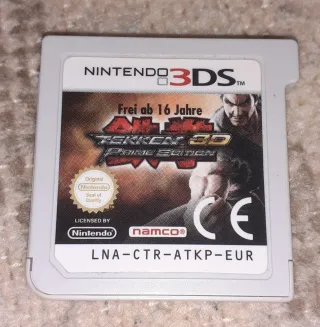 NINTENDO 3DS™
Frei ab 16 Jahre
TEKKEN 3D
PRIME EDITION
Original
Nintendo
Seal of
Quality
LICENSED BY
Nintendo
namco
CE
LNA-CTR-ATKP-EUR